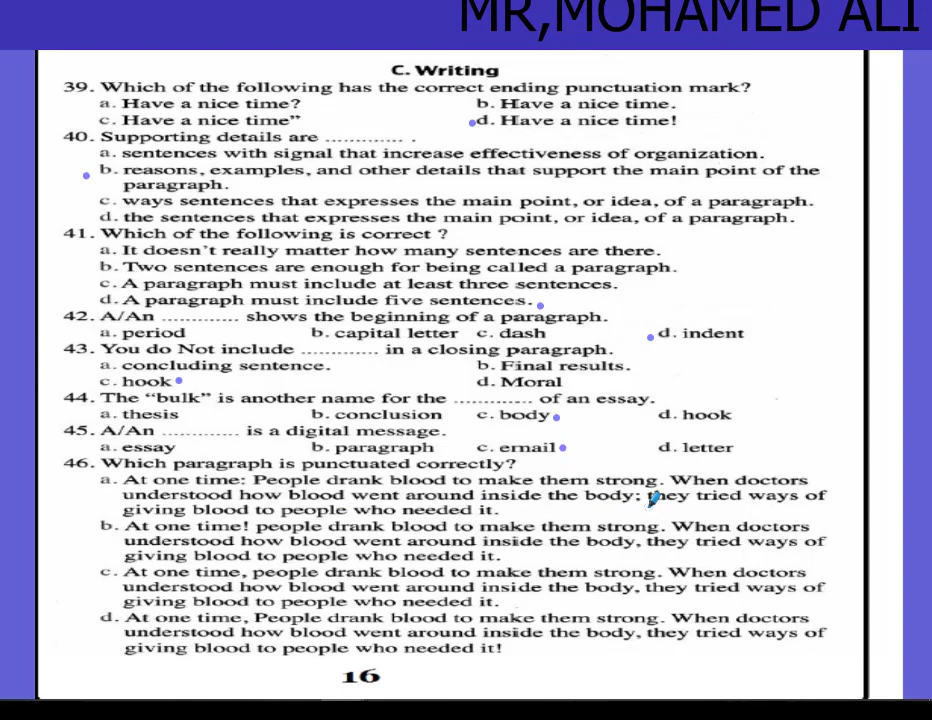 MR,MOHAMED ALI
C. Writing
39. Which of the following has the correct ending punctuation mark?
a. Have a nice time? b. Have a nice time.
c. Have a nice time” d. Have a nice time!
40. Supporting details are ............. .
a. sentences with signal that increase effectiveness of organization.
b. reasons, examples, and other details that support the main point of the
paragraph.
c. ways sentences that expresses the main point, or idea, of a paragraph.
d. the sentences that expresses the main point, or idea, of a paragraph.
41. Which of the following is correct ?
a. It doesn’t really matter how many sentences are there.
b. Two sentences are enough for being called a paragraph.
c. A paragraph must include at least three sentences.
d. A paragraph must include five sentences.
42. A/An ............. shows the beginning of a paragraph.
a. period b. capital letter c. dash d. indent
43. You do Not include ............. in a closing paragraph.
a. concluding sentence. b. Final results.
c. hook d. Moral
44. The “bulk” is another name for the ............. of an essay.
a. thesis b. conclusion c. body d. hook
45. A/An ............. is a digital message.
a. essay b. paragraph c. email d. letter
46. Which paragraph is punctuated correctly?
a. At one time: People drank blood to make them strong. When doctors
understood how blood went around inside the body; they tried ways of
giving blood to people who needed it.
b. At one time! people drank blood to make them strong. When doctors
understood how blood went around inside the body, they tried ways of
giving blood to people who needed it.
c. At one time, people drank blood to make them strong. When doctors
understood how blood went around inside the body, they tried ways of
giving blood to people who needed it.
d. At one time, People drank blood to make them strong. When doctors
understood how blood went around inside the body, they tried ways of
giving blood to people who needed it!
16